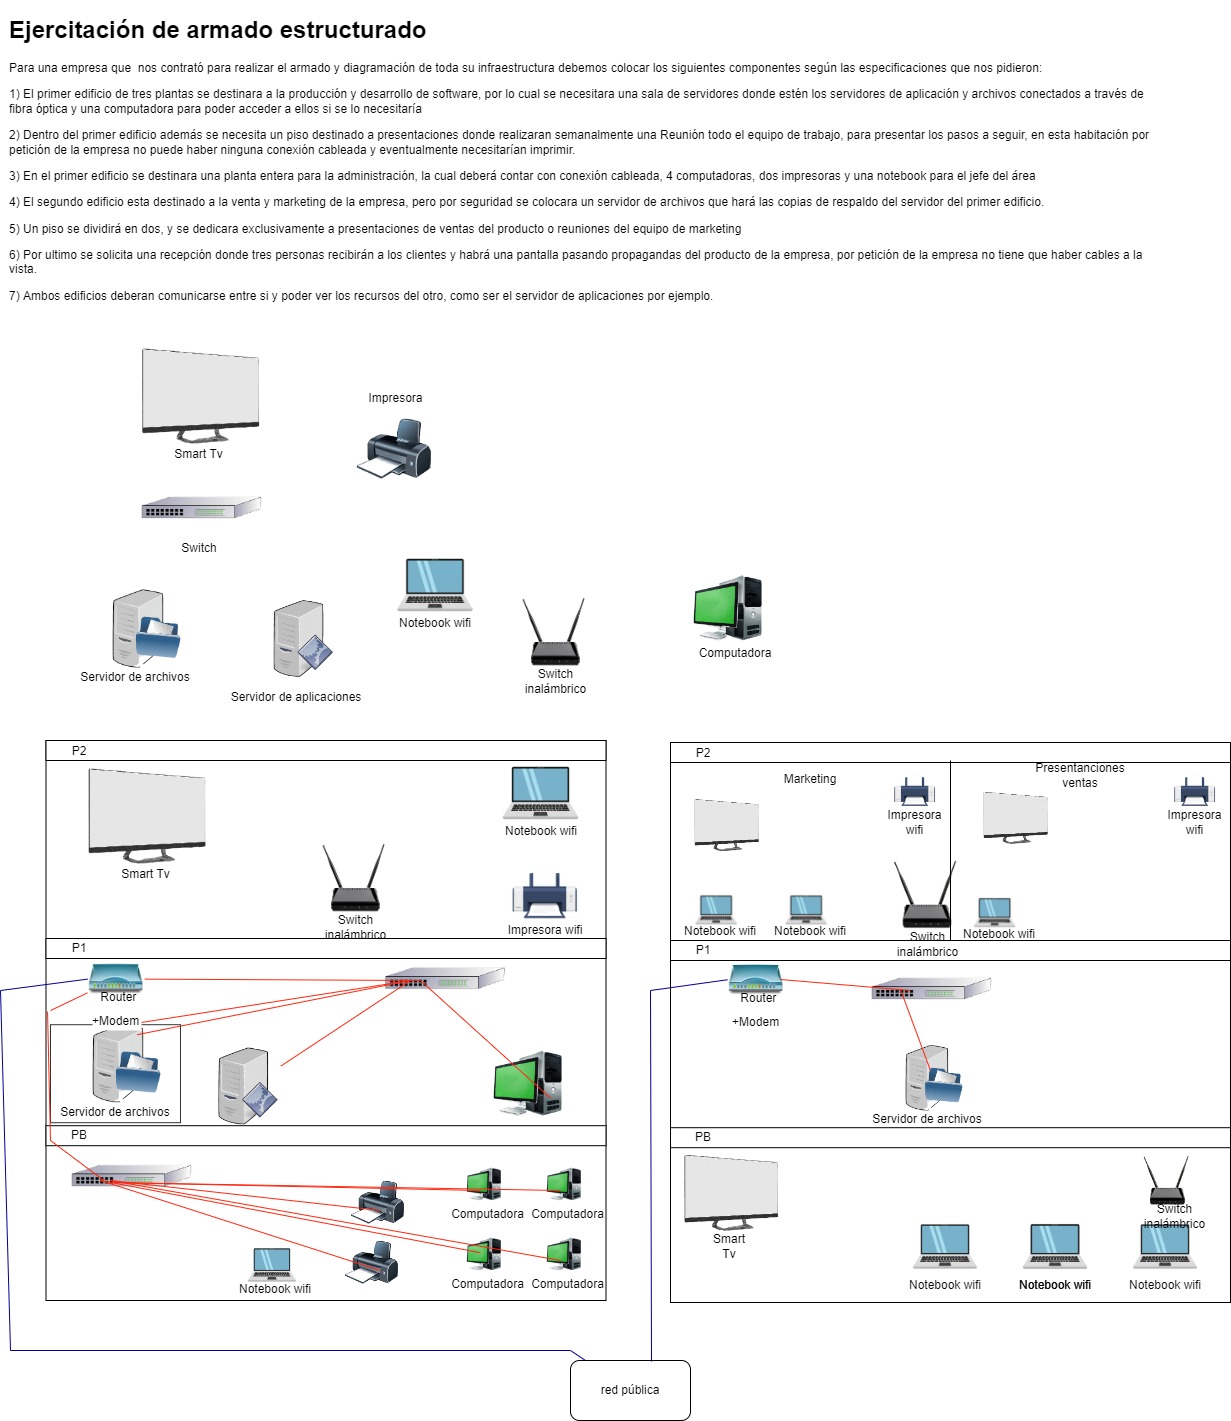 Ejercitación de armado estructurado
Para una empresa que  nos contrató para realizar el armado y diagramación de toda su infraestructura debemos colocar los siguientes componentes según las especificaciones que nos pidieron:
1) El primer edificio de tres plantas se destinara a la producción y desarrollo de software, por lo cual se necesitara una sala de servidores donde estén los servidores de aplicación y archivos conectados a través de
fibra óptica y una computadora para poder acceder a ellos si se lo necesitaría
2) Dentro del primer edificio además se necesita un piso destinado a presentaciones donde realizaran semanalmente una Reunión todo el equipo de trabajo, para presentar los pasos a seguir, en esta habitación por
petición de la empresa no puede haber ninguna conexión cableada y eventualmente necesitarían imprimir.
3) En el primer edificio se destinara una planta entera para la administración, la cual deberá contar con conexión cableada, 4 computadoras, dos impresoras y una notebook para el jefe del área
4) El segundo edificio esta destinado a la venta y marketing de la empresa, pero por seguridad se colocara un servidor de archivos que hará las copias de respaldo del servidor del primer edificio.
5) Un piso se dividirá en dos, y se dedicara exclusivamente a presentaciones de ventas del producto o reuniones del equipo de marketing
6) Por ultimo se solicita una recepción donde tres personas recibirán a los clientes y habrá una pantalla pasando propagandas del producto de la empresa, por petición de la empresa no tiene que haber cables a la
vista.
7) Ambos edificios deberan comunicarse entre si y poder ver los recursos del otro, como ser el servidor de aplicaciones por ejemplo.
Impresora
Smart Tv
Switch
Notebook wifi
Computadora
Servidor de archivos
Servidor de aplicaciones
Switch
inalámbrico
P2
Smart Tv
Notebook wifi
Switch
inalámbrico
Impresora wifi
P1
Router
+Modem
Servidor de archivos
PB
Computadora
Computadora
Notebook wifi
Computadora
Computadora
P2
Marketing
Impresora
wifi
Presentanciones
ventas
Impresora
wifi
Notebook wifi
Notebook wifi
Switch
inalámbrico
Notebook wifi
P1
Router
+Modem
Servidor de archivos
PB
Smart
Tv
Switch
inalámbrico
Notebook wifi
Notebook wifi
Notebook wifi
red pública